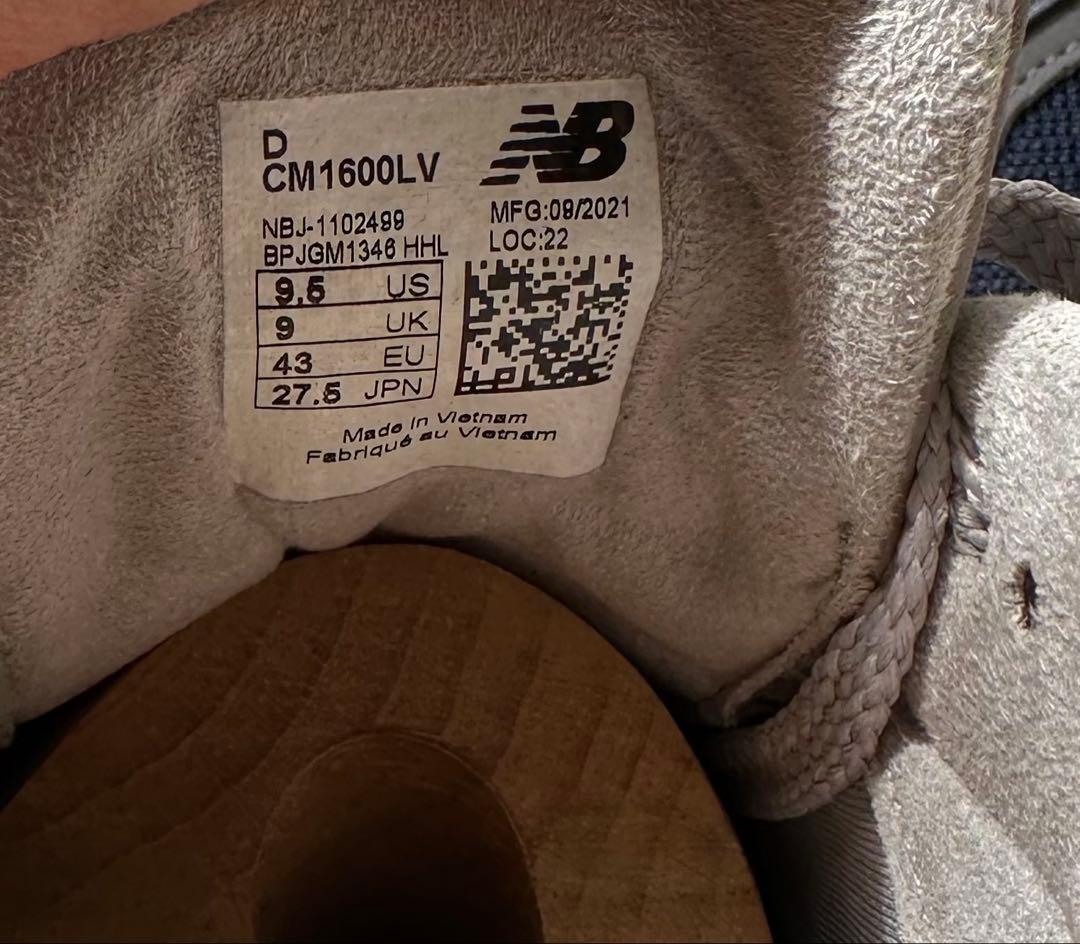 D
CM1600LV
NB
NBJ-1102499
BPJGM1346 HHL
MFG:09/2021
LOC:22
9.5 US
9 UK
43 EU
27.5 JPN
Made in Vietnam
Fabriqué au Vietnam